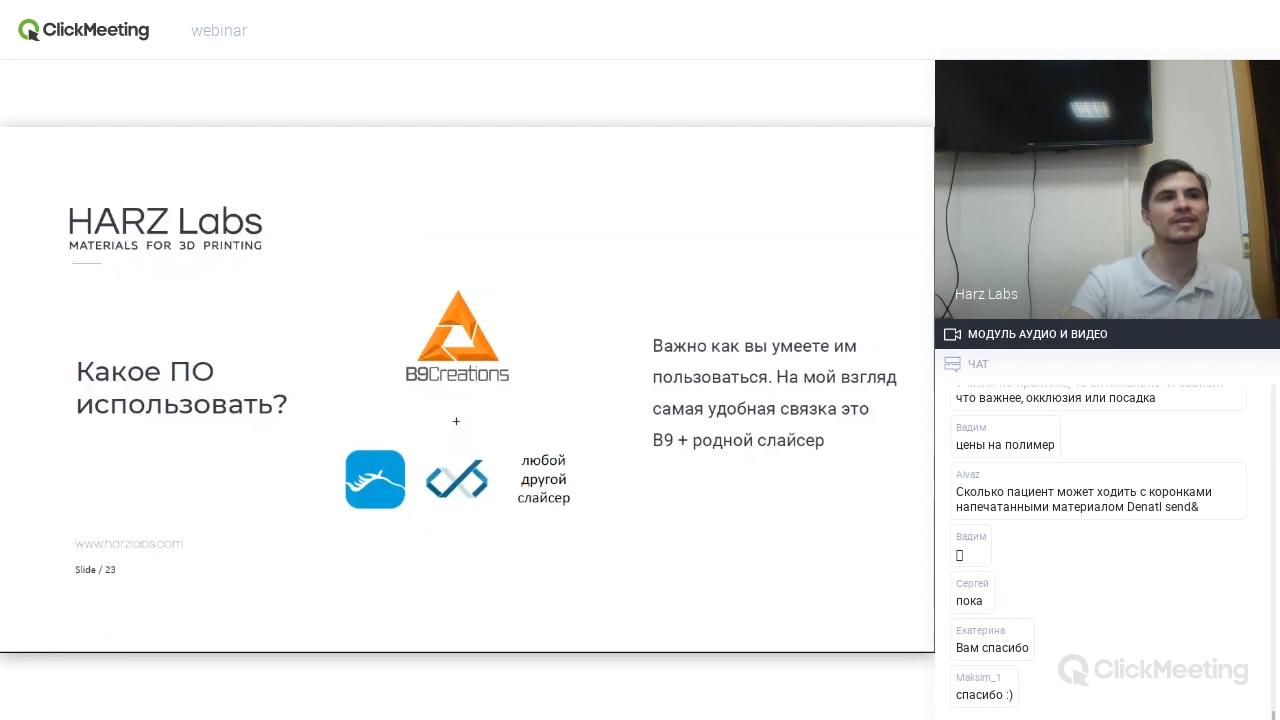 ClickMeeting
webinar
HARZ Labs
MATERIALS FOR 3D PRINTING
Какое ПО
использовать?
B9Creations
+
любой
другой
слайсер
Важно как вы умеете им
пользоваться. На мой взгляд
самая удобная связка это
B9 + родной слайсер
www.harzlabs.com
Slide / 23
Harz Labs
МОДУЛЬ АУДИО И ВИДЕО
ЧАТ
что важнее, окклюзия или посадка
Вадим
цены на полимер
Alvaz
Сколько пациент может ходить с коронками
напечатанными материалом Denatl send&
Вадим
Сергей
пока
Екатерина
Вам спасибо
Maksim_1
спасибо :)
ClickMeeting